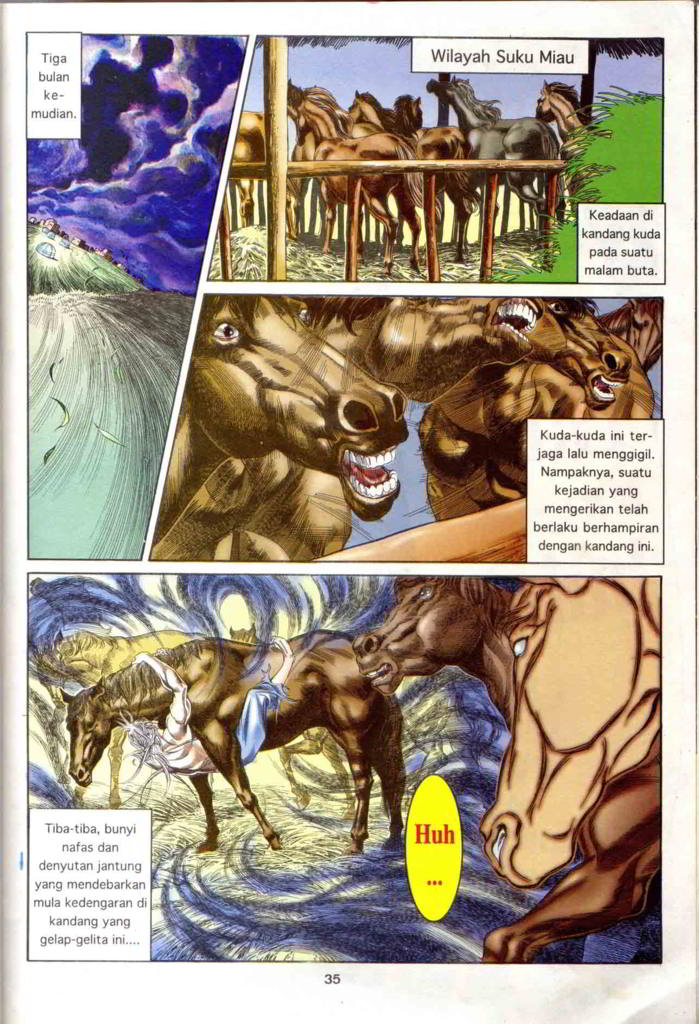 Tiga
bulan
ke-
mudian.
Wilayah Suku Miau
Keadaan di
kandang kuda
pada suatu
malam buta.
Kuda-kuda ini ter-
jaga lalu menggigil.
Nampaknya, suatu
kejadian yang
mengerikan telah
berlaku berhampiran
dengan kandang ini.
Tiba-tiba, bunyi
nafas dan
denyutan jantung
yang mendebarkan
mula kedengaran di
kandang yang
gelap-gelita ini....
Huh
...
35